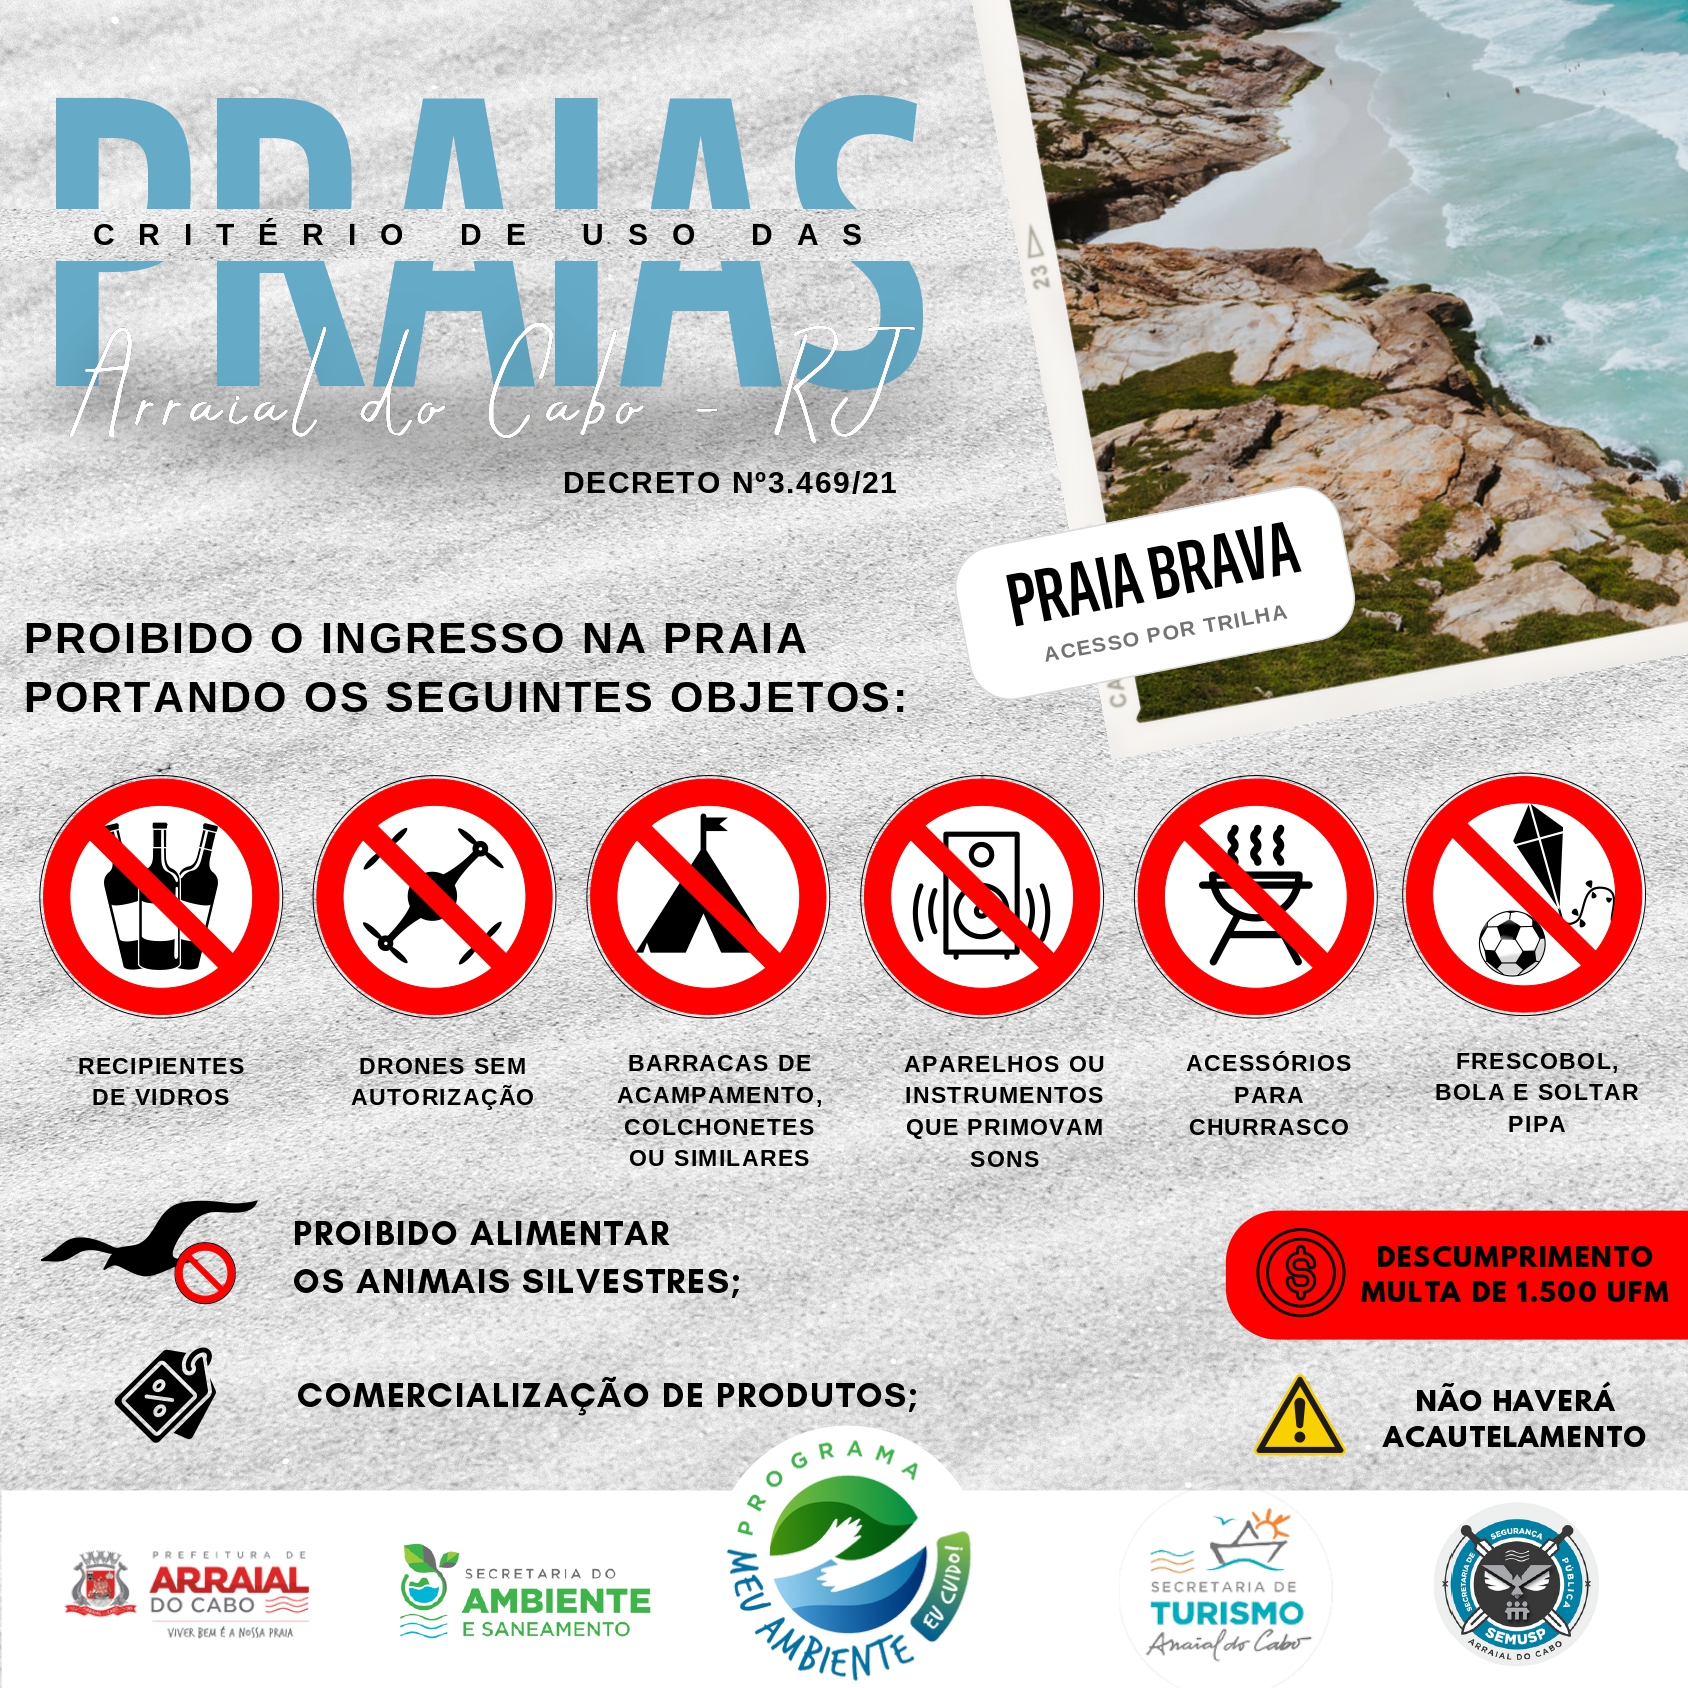 PRAIAS
CRITÉRIO DE USO DAS
Arraial do Cabo - RJ
DECRETO Nº3.469/21
23
PRAIA BRAVA
ACESSO POR TRILHA
CA
PROIBIDO O INGRESSO NA PRAIA
PORTANDO OS SEGUINTES OBJETOS:
RECIPIENTES
DE VIDROS
DRONES SEM
AUTORIZAÇÃO
BARRACAS DE
ACAMPAMENTO,
COLCHONETES
OU SIMILARES
APARELHOS OU
INSTRUMENTOS
QUE PRIMOVAM
SONS
ACESSÓRIOS
PARA
CHURRASCO
FRESCOBOL,
BOLA E SOLTAR
PIPA
PROIBIDO ALIMENTAR
OS ANIMAIS SILVESTRES;
DESCUMPRIMENTO
MULTA DE 1.500 UFM
COMERCIALIZAÇÃO DE PRODUTOS;
NÃO HAVERÁ
ACAUTELAMENTO
PREFEITURA DE
ARRAIAL
DO CABO
VIVER BEM É A NOSSA PRAIA
SECRETARIA DO
AMBIENTE
E SANEAMENTO
PROGRAMA
MEU AMBIENTE
EU CUIDO!
SECRETARIA DE
TURISMO
Arraial do Cabo
SECRETARIA DE SEGURANÇA PÚBLICA
SEMUSP
ARRAIAL DO CABO